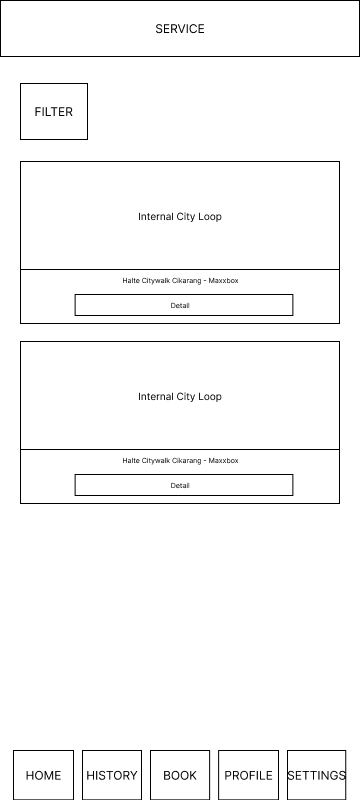 SERVICE
FILTER
Internal City Loop
Halte Citywalk Cikarang - Maxxbox
Detail
Internal City Loop
Halte Citywalk Cikarang - Maxxbox
Detail
HOME HISTORY BOOK PROFILE SETTINGS